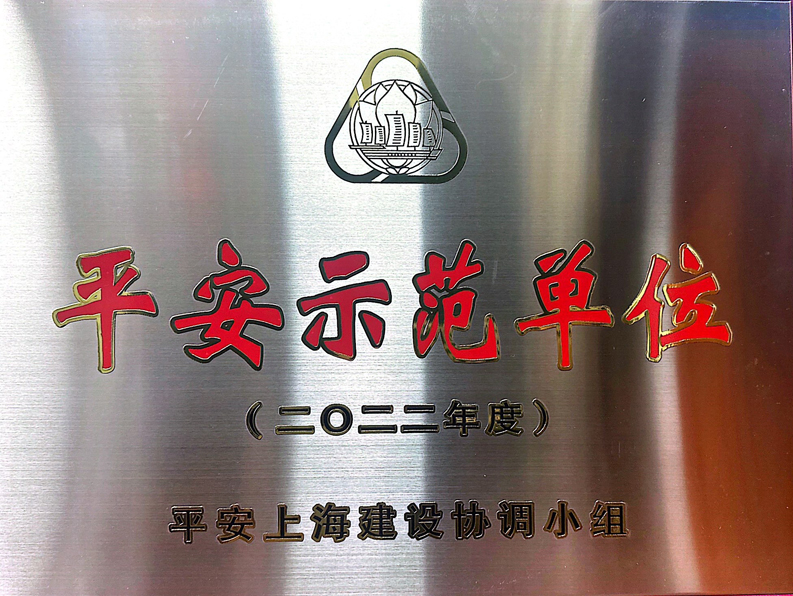 平安示范单位
（二〇二二年度）
平安上海建设协调小组